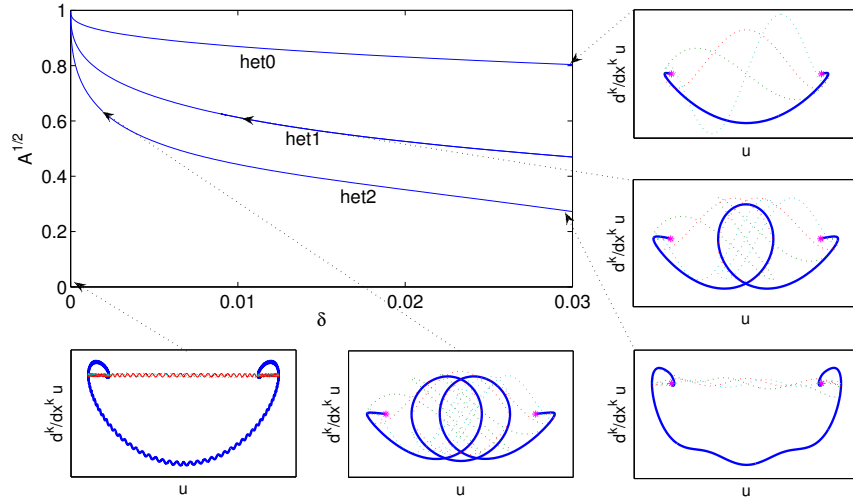 1
0.8
0.6
0.4
0.2
0
A^{1/2}
0
0.01
0.02
0.03
δ
het0
het1
het2
d^k/dx^k u
u
d^k/dx^k u
u
d^k/dx^k u
u
d^k/dx^k u
u
d^k/dx^k u
u